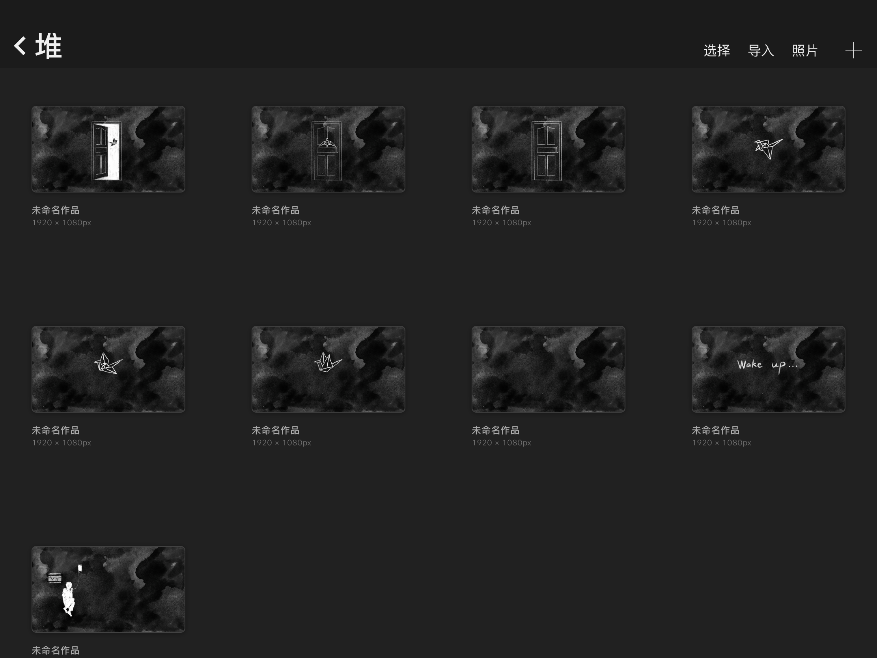 堆
选择 导入 照片
未命名作品 未命名作品 未命名作品 未命名作品
1920 × 1080px 1920 × 1080px 1920 × 1080px 1920 × 1080px
Wake up...
未命名作品 未命名作品 未命名作品 未命名作品
1920 × 1080px 1920 × 1080px 1920 × 1080px 1920 × 1080px
未命名作品